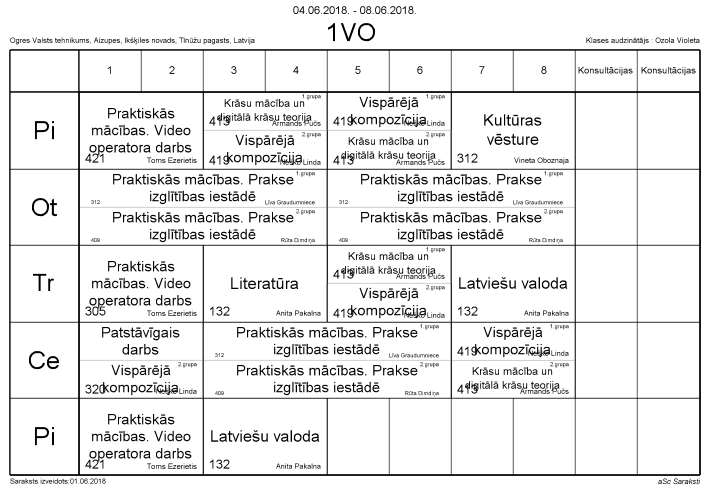 04.06.2018. - 08.06.2018.
Ogres Valsts tehnikums, Aizupes, Ikšķiles novads, Tīnūžu pagasts, Latvija
1VO
Klases audzinātājs : Ozola Violeta
1 2 3 4 5 6 7 8 Konsultācijas Konsultācijas
Pi
Praktiskās
mācības. Video
operatora darbs
421 Toms Ezerietis
1.grupa
Krāsu mācība un
digitālā krāsu teorija
413 Armands Pučs
2.grupa
Vispārējā
kompozīcija
419 Nesko Linda
1.grupa
Vispārējā
kompozīcija
419 Nesko Linda
2.grupa
Krāsu mācība un
digitālā krāsu teorija
413 Armands Pučs
Kultūras
vēsture
312 Vineta Oboznaja
Ot
1.grupa
Praktiskās mācības. Prakse
izglītības iestādē
312 Līva Graudumniece
2.grupa
Praktiskās mācības. Prakse
izglītības iestādē
409 Rūta Dimdiņa
1.grupa
Praktiskās mācības. Prakse
izglītības iestādē
312 Līva Graudumniece
2.grupa
Praktiskās mācības. Prakse
izglītības iestādē
409 Rūta Dimdiņa
Tr
Praktiskās
mācības. Video
operatora darbs
305 Toms Ezerietis
Literatūra
132 Anita Pakalna
1.grupa
Krāsu mācība un
digitālā krāsu teorija
413 Armands Pučs
2.grupa
Vispārējā
kompozīcija
419 Nesko Linda
Latviešu valoda
132 Anita Pakalna
Ce
Patstāvīgais
darbs
2.grupa
Vispārējā
kompozīcija
320 Nesko Linda
1.grupa
Praktiskās mācības. Prakse
izglītības iestādē
312 Līva Graudumniece
2.grupa
Praktiskās mācības. Prakse
izglītības iestādē
409 Rūta Dimdiņa
1.grupa
Vispārējā
kompozīcija
419 Nesko Linda
2.grupa
Krāsu mācība un
digitālā krāsu teorija
413 Armands Pučs
Pi
Praktiskās
mācības. Video
operatora darbs
421 Toms Ezerietis
Latviešu valoda
132 Anita Pakalna
Saraksts izveidots:01.06.2018
aSc Saraksti